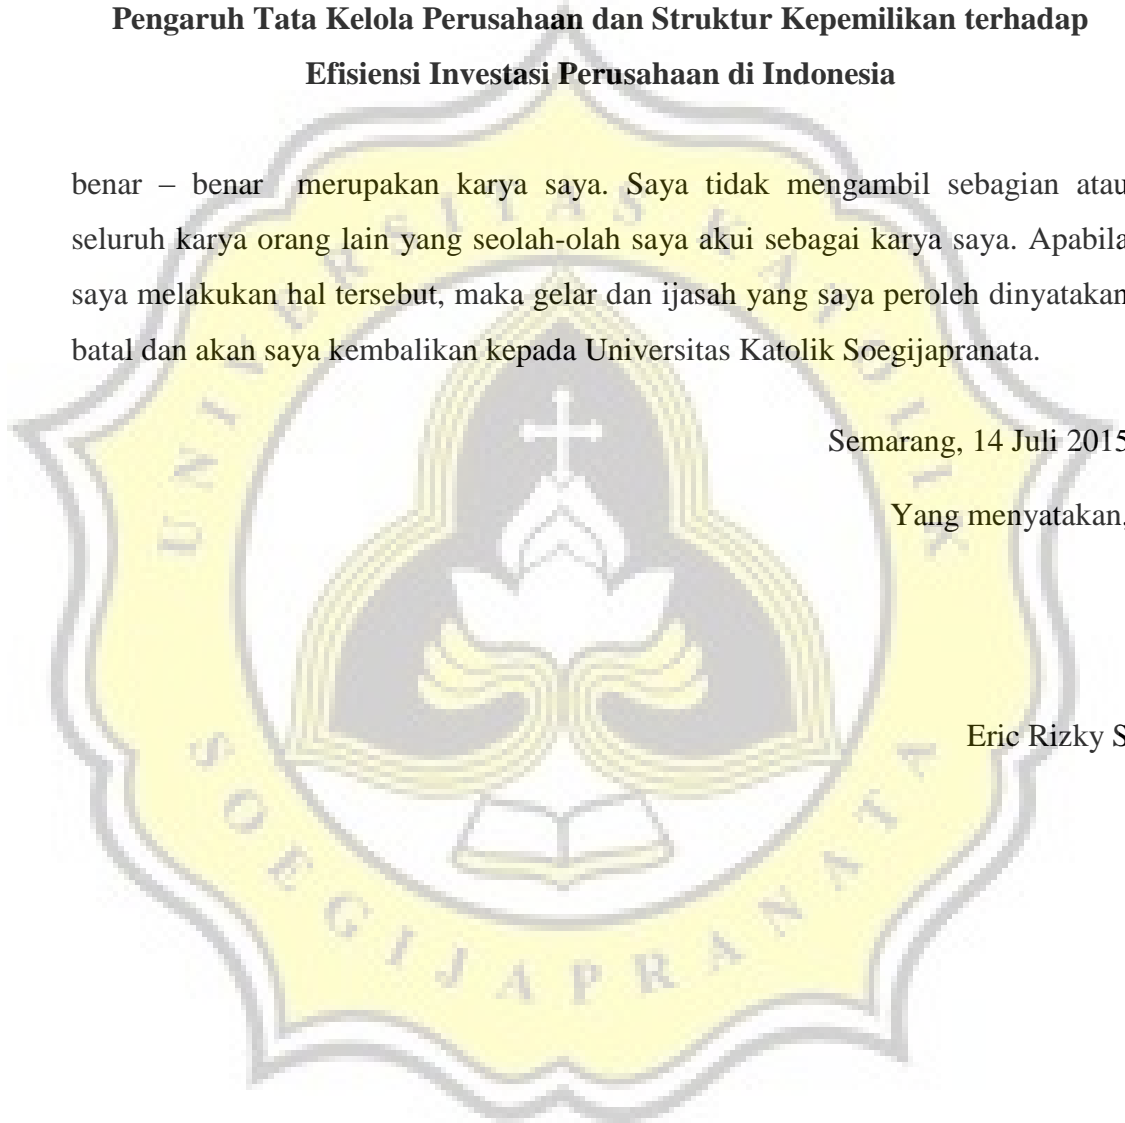 Pengaruh Tata Kelola Perusahaan dan Struktur Kepemilikan terhadap
Efisiensi Investasi Perusahaan di Indonesia
benar – benar merupakan karya saya. Saya tidak mengambil sebagian atau
seluruh karya orang lain yang seolah-olah saya akui sebagai karya saya. Apabila
saya melakukan hal tersebut, maka gelar dan ijasah yang saya peroleh dinyatakan
batal dan akan saya kembalikan kepada Universitas Katolik Soegijapranata.
Semarang, 14 Juli 2015
Yang menyatakan,
Eric Rizky S
UNIVERSITAS KATOLIK
SOEGIJAPRANATA